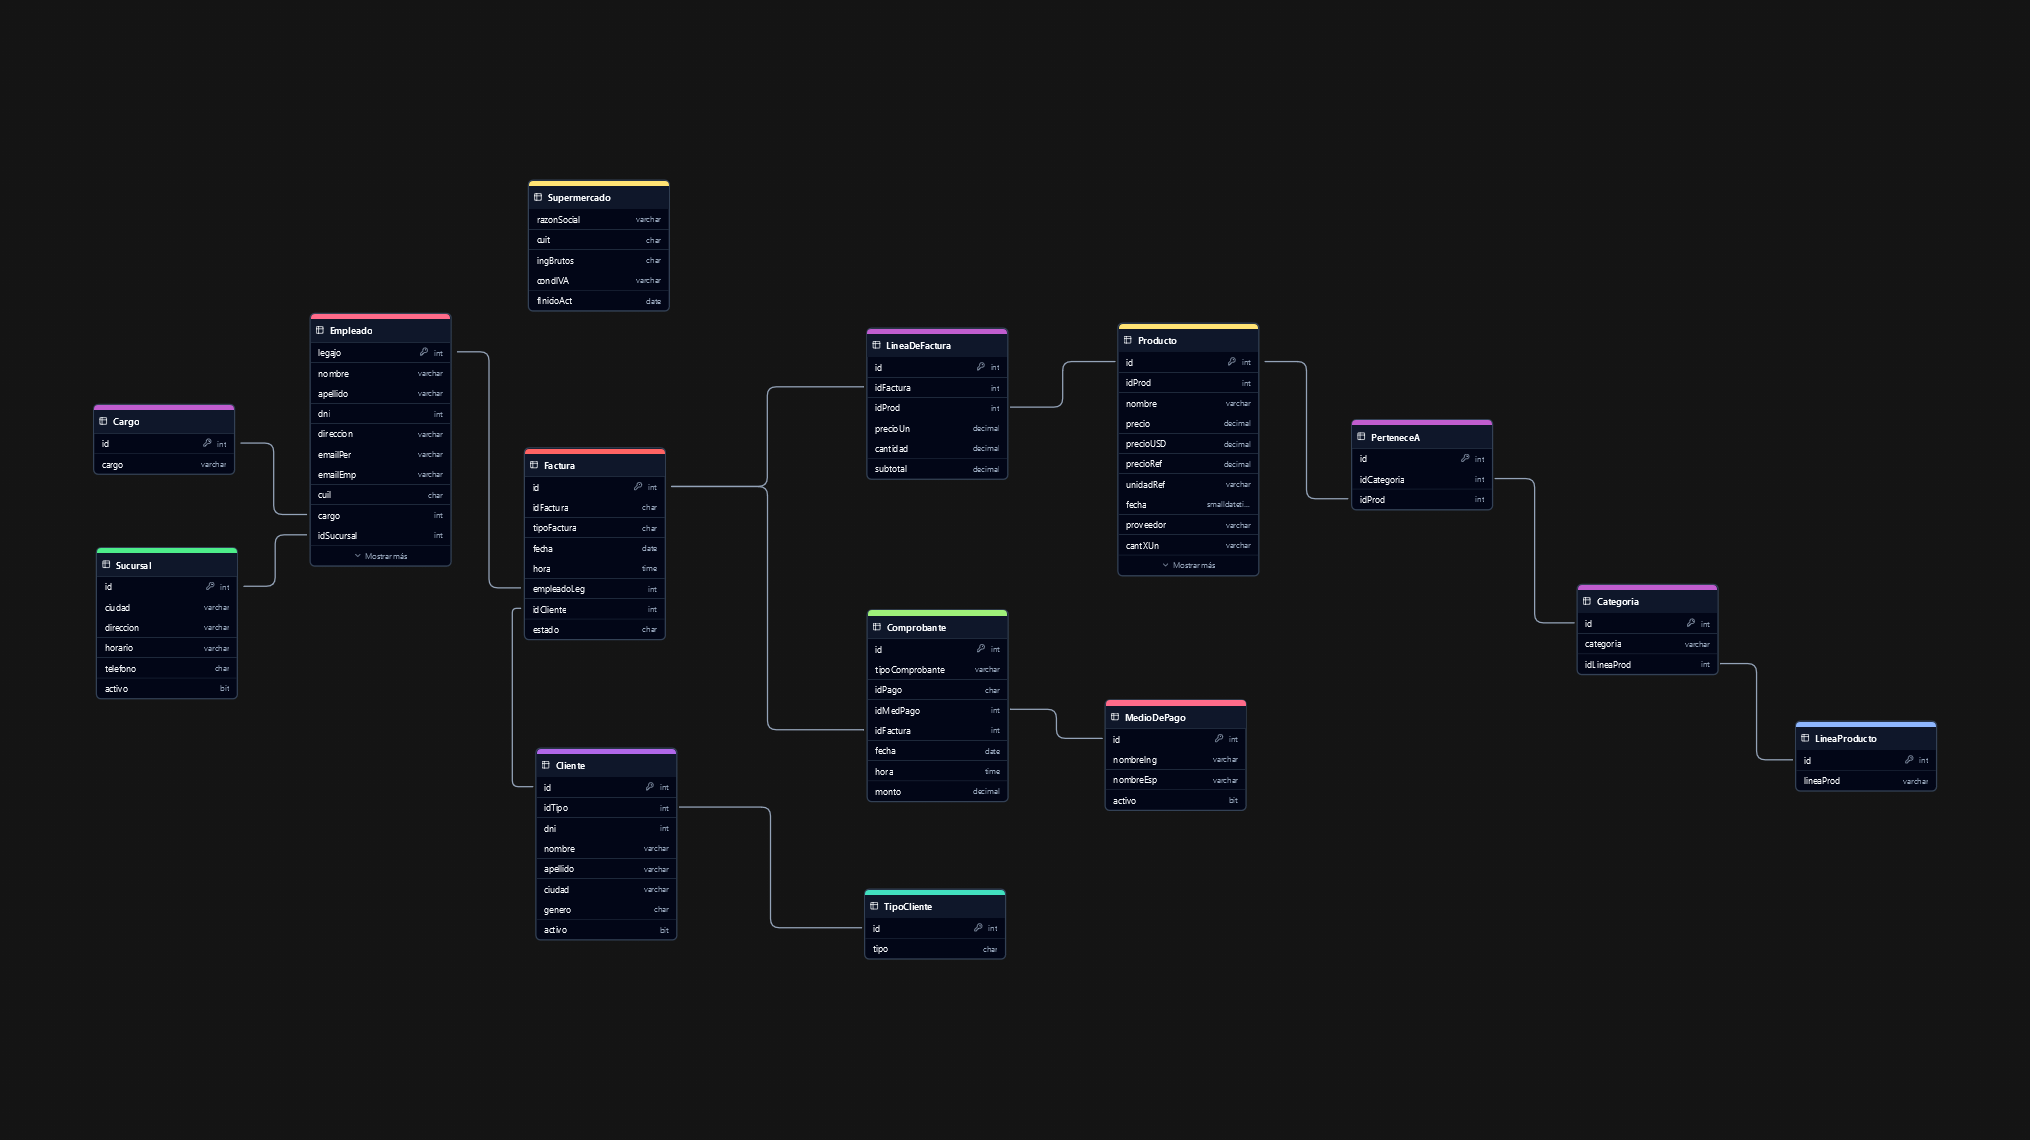 Supermercado
razonSocial varchar
cuit char
ingBrutos char
condIVA varchar
fInicioAct date
Empleado
legajo int
nombre varchar
apellido varchar
dni int
direccion varchar
emailPer varchar
emailEmp varchar
cuil char
cargo int
idSucursal int
Mostrar más
Cargo
id int
cargo varchar
Sucursal
id int
ciudad varchar
direccion varchar
horario varchar
telefono char
activo bit
Factura
id int
idFactura char
tipoFactura char
fecha date
hora time
empleadoLeg int
idCliente int
estado char
Cliente
id int
idTipo int
dni int
nombre varchar
apellido varchar
ciudad varchar
genero char
activo bit
LineaDeFactura
id int
idFactura int
idProd int
precioUn decimal
cantidad decimal
subtotal decimal
Comprobante
id int
tipoComprobante varchar
idPago char
idMedPago int
idFactura int
fecha date
hora time
monto decimal
TipoCliente
id int
tipo char
Producto
id int
idProd int
nombre varchar
precio decimal
precioUSD decimal
precioRef decimal
unidadRef varchar
fecha smalldateti...
proveedor varchar
cantXUn varchar
Mostrar más
MedioDePago
id int
nombreIng varchar
nombreEsp varchar
activo bit
PerteneceA
id int
idCategoria int
idProd int
Categoria
id int
categoria varchar
idLineaProd int
LineaProducto
id int
lineaProd varchar